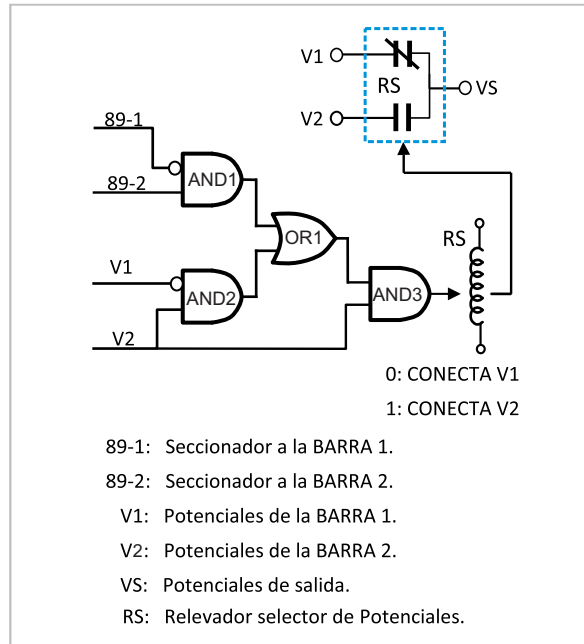 V1
RS
VS
V2
89-1
89-2
AND1
OR1
V1
AND2
V2
AND3
RS
0: CONECTA V1
1: CONECTA V2
89-1: Seccionador a la BARRA 1.
89-2: Seccionador a la BARRA 2.
V1: Potenciales de la BARRA 1.
V2: Potenciales de la BARRA 2.
VS: Potenciales de salida.
RS: Relevador selector de Potenciales.